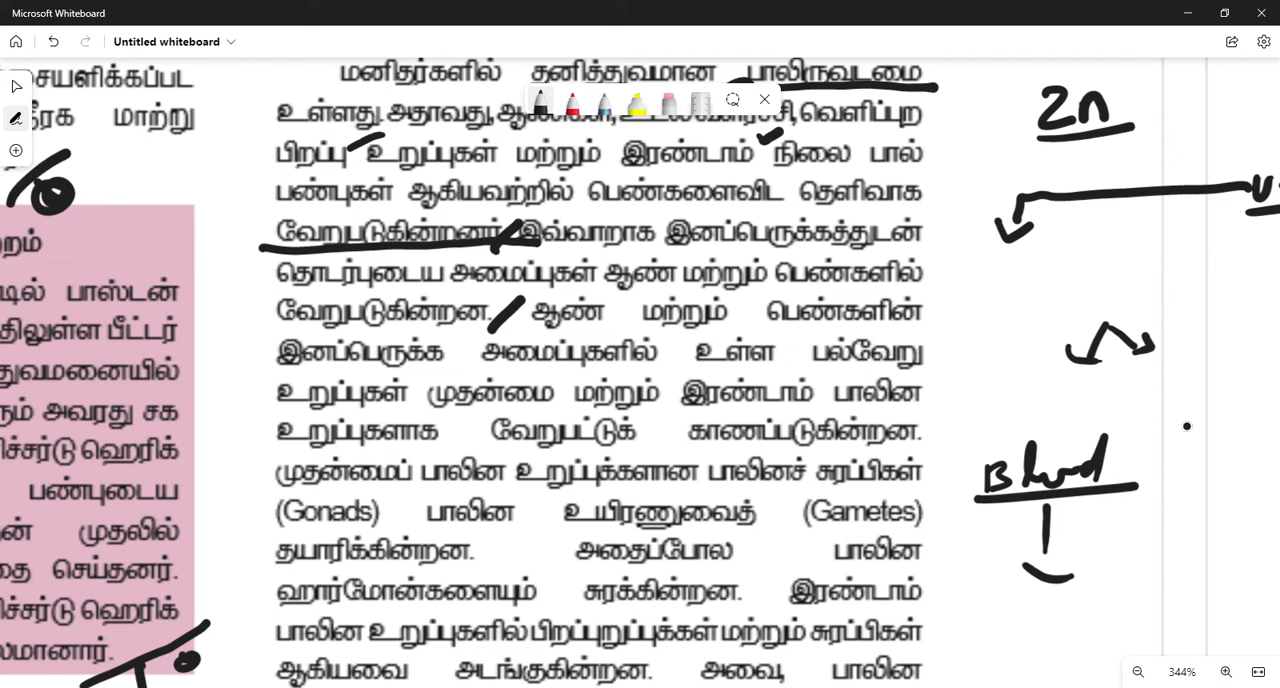 Microsoft Whiteboard
Untitled whiteboard
சையளிக்கப்பட
மாற்று
றம்
டில் பாஸ்டன்
திலுள்ள பீட்டர்
துவமனையில்
ரும் அவரது சக
ிச்சர்டு ஹெரிக்
பண்புடைய
ன் முதலில்
தை செய்தனர்.
ிச்சர்டு ஹெரிக்
லமானார்.
மனிதர்களில் தனித்துவமான பாலிருவடமை
உள்ளது. அதாவது, வெளிப்புற
பிறப்பு உறுப்புகள் மற்றும் இரண்டாம் நிலை பால்
பண்புகள் ஆகியவற்றில் பெண்களைவிட தெளிவாக
வேறுபடுகின்றனர் இவ்வாறாக இனப்பெருக்கத்துடன்
தொடர்புடைய அமைப்புகள் ஆண் மற்றும் பெண்களில்
வேறுபடுகின்றன. ஆண் மற்றும் பெண்களின்
இனப்பெருக்க அமைப்புகளில் உள்ள பல்வேறு
உறுப்புகள் முதன்மை மற்றும் இரண்டாம் பாலின
உறுப்புகளாக வேறுபட்டுக் காணப்படுகின்றன.
முதன்மைப் பாலின உறுப்புக்களான பாலினச் சுரப்பிகள்
(Gonads) பாலின உயிரணுவைத் (Gametes)
தயாரிக்கின்றன. அதைப்போல பாலின
ஹார்மோன்களையும் சுரக்கின்றன. இரண்டாம்
பாலின உறுப்புகளில் பிறப்புறுப்புக்கள் மற்றும் சுரப்பிகள்
ஆகியவை அடங்குகின்றன. அவை, பாலின
2n
Blood
344%